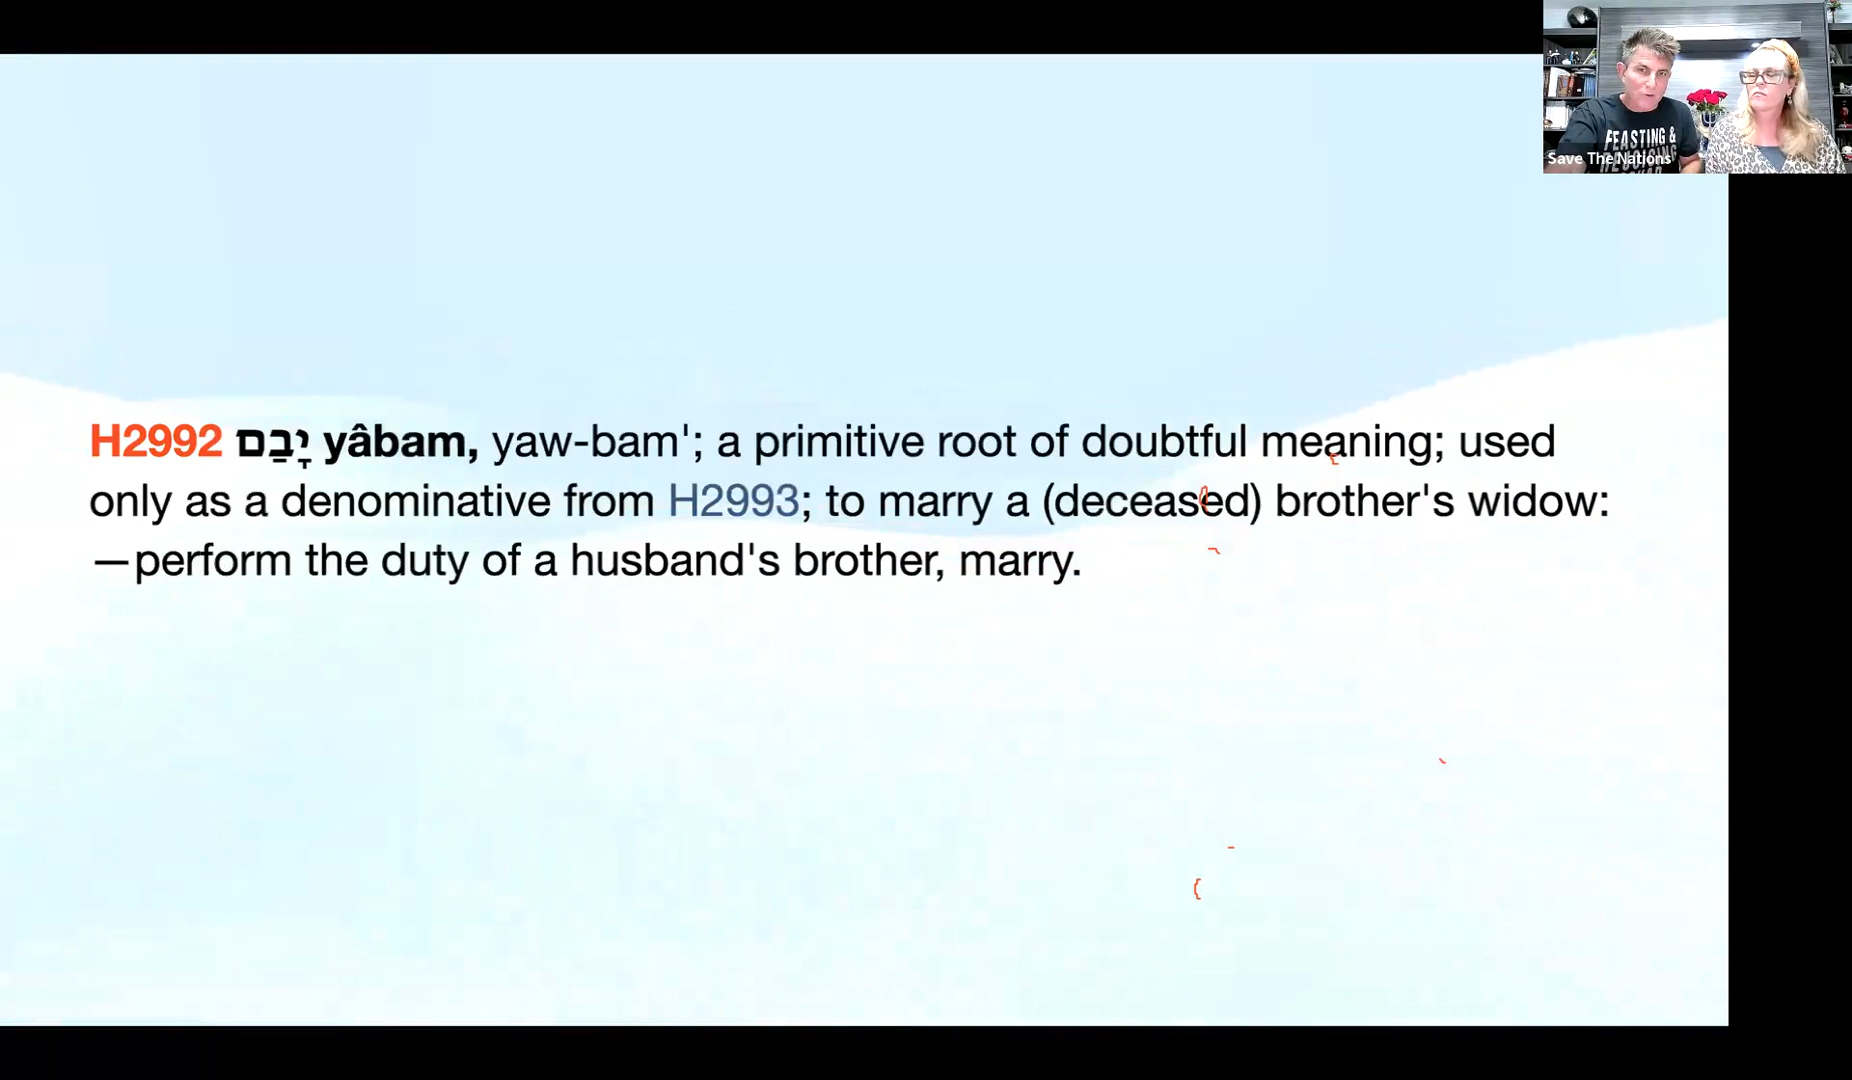 H2992 יָבַם yâbam, yaw-bam'; a primitive root of doubtful meaning; used
only as a denominative from H2993; to marry a (deceased) brother's widow:
—perform the duty of a husband's brother, marry.
FEASTING &
REJOICING
Save The Nations